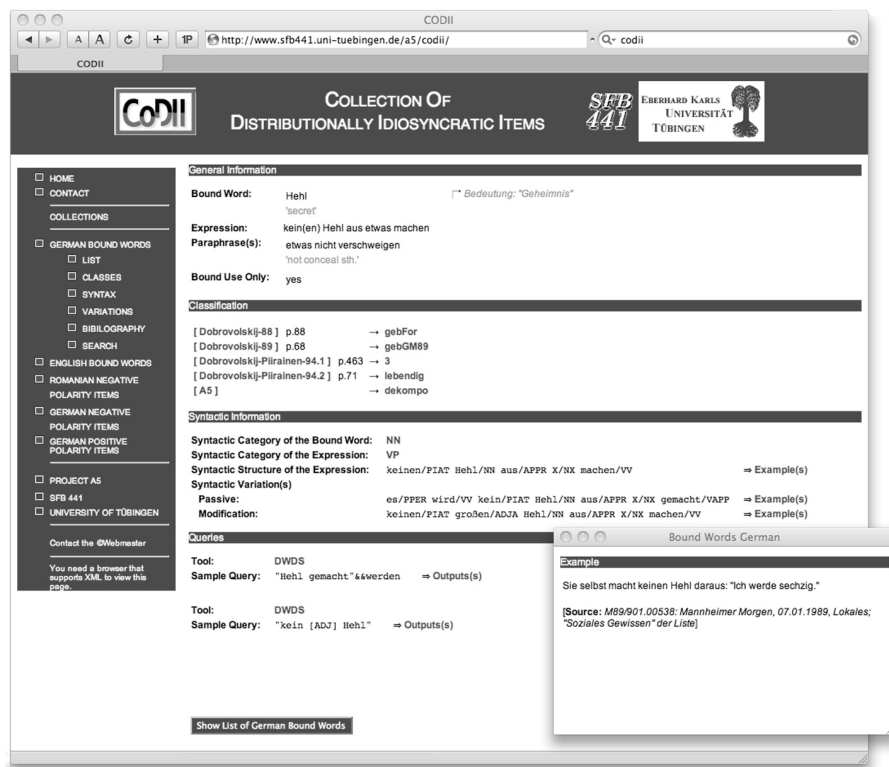 CODII
A A C + 1P http://www.sfb441.uni-tuebingen.de/a5/codii/ codii
CODII
CoDII
COLLECTION OF
DISTRIBUTIONALLY IDIOSYNCRATIC ITEMS
SFB
441
EBERHARD KARLS
UNIVERSITÄT
TÜBINGEN
HOME
CONTACT
COLLECTIONS
GERMAN BOUND WORDS
LIST
CLASSES
SYNTAX
VARIATIONS
BIBILOGRAPHY
SEARCH
ENGLISH BOUND WORDS
ROMANIAN NEGATIVE
POLARITY ITEMS
GERMAN NEGATIVE
POLARITY ITEMS
GERMAN POSITIVE
POLARITY ITEMS
PROJECT A5
SFB 441
UNIVERSITY OF TÜBINGEN
Contact the ©Webmaster
You need a browser that
supports XML to view this
page.
General Information
Bound Word: Hehl Bedeutung: "Geheimnis"
'secret'
Expression: kein(en) Hehl aus etwas machen
Paraphrase(s): etwas nicht verschweigen
'not conceal sth.'
Bound Use Only: yes
Classification
[ Dobrovolskij-88 ] p.88 → gebFor
[ Dobrovolskij-89 ] p.68 → gebGM89
[ Dobrovolskij-Piirainen-94.1 ] p.463 → 3
[ Dobrovolskij-Piirainen-94.2 ] p.71 → lebendig
[ A5 ] → dekompo
Syntactic Information
Syntactic Category of the Bound Word: NN
Syntactic Category of the Expression: VP
Syntactic Structure of the Expression: keinen/PIAT Hehl/NN aus/APPR X/NX machen/VV ⇒ Example(s)
Syntactic Variation(s)
Passive: es/PPER wird/VV kein/PIAT Hehl/NN aus/APPR X/NX gemacht/VAPP ⇒ Example(s)
Modification: keinen/PIAT großen/ADJA Hehl/NN aus/APPR X/NX machen/VV ⇒ Example(s)
Queries
Tool: DWDS
Sample Query: "Hehl gemacht"&&werden ⇒ Outputs(s)
Tool: DWDS
Sample Query: "kein [ADJ] Hehl" ⇒ Outputs(s)
Show List of German Bound Words
Bound Words German
Example
Sie selbst macht keinen Hehl daraus: "Ich werde sechzig."
[Source: M89/901.00538: Mannheimer Morgen, 07.01.1989, Lokales;
"Soziales Gewissen" der Liste]